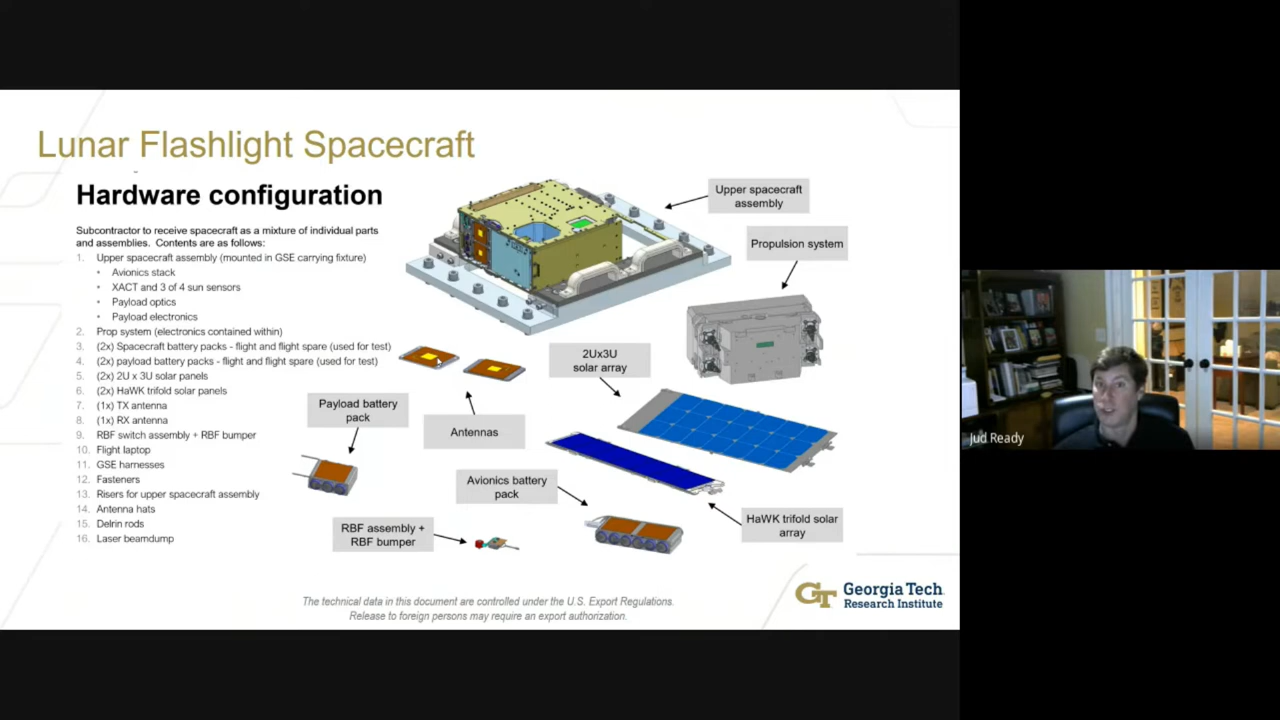 Lunar Flashlight Spacecraft
Hardware configuration
Subcontractor to receive spacecraft as a mixture of individual parts
and assemblies. Contents are as follows:
1. Upper spacecraft assembly (mounted in GSE carrying fixture)
• Avionics stack
• XACT and 3 of 4 sun sensors
• Payload optics
• Payload electronics
2. Prop system (electronics contained within)
3. (2x) Spacecraft battery packs - flight and flight spare (used for test)
4. (2x) payload battery packs - flight and flight spare (used for test)
5. (2x) 2U x 3U solar panels
6. (2x) HaWK trifold solar panels
7. (1x) TX antenna
8. (1x) RX antenna
9. RBF switch assembly + RBF bumper
10. Flight laptop
11. GSE harnesses
12. Fasteners
13. Risers for upper spacecraft assembly
14. Antenna hats
15. Delrin rods
16. Laser beamdump
Upper spacecraft
assembly
Propulsion system
2Ux3U
solar array
Payload battery
pack
Antennas
Avionics battery
pack
HaWK trifold solar
array
RBF assembly +
RBF bumper
The technical data in this document are controlled under the U.S. Export Regulations.
Release to foreign persons may require an export authorization.
GT
Georgia Tech
Research Institute
Jud Ready